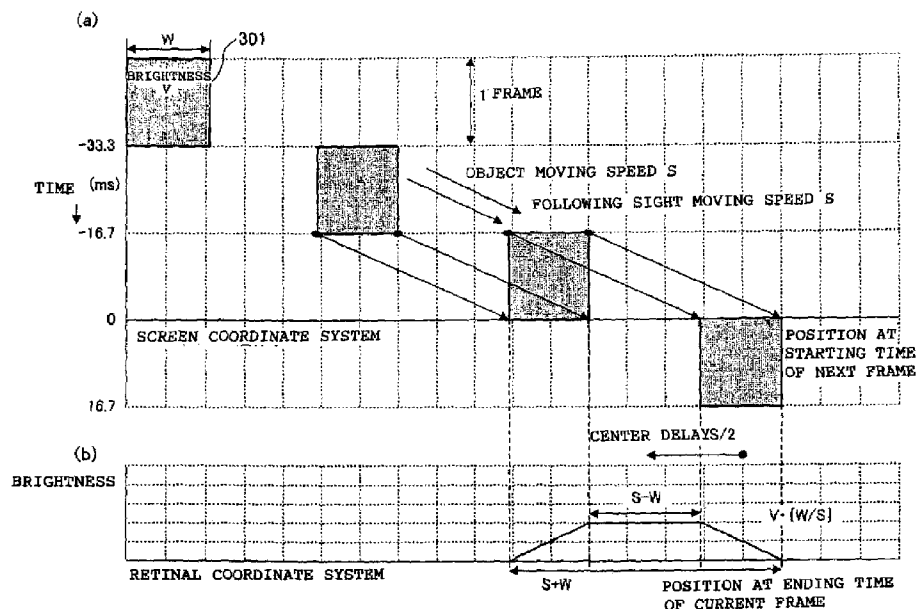 (a)
W
301
BRIGHTNESS
V
1 FRAME
-33.3
OBJECT MOVING SPEED S
TIME (ms)
FOLLOWING SIGHT MOVING SPEED S
-16.7
0
SCREEN COORDINATE SYSTEM
POSITION AT
STARTING TIME
OF NEXT FRAME
16.7
CENTER DELAYS/2
(b)
BRIGHTNESS
S-W
V·[W/S]
RETINAL COORDINATE SYSTEM
S+W
POSITION AT ENDING TIME
OF CURRENT FRAME